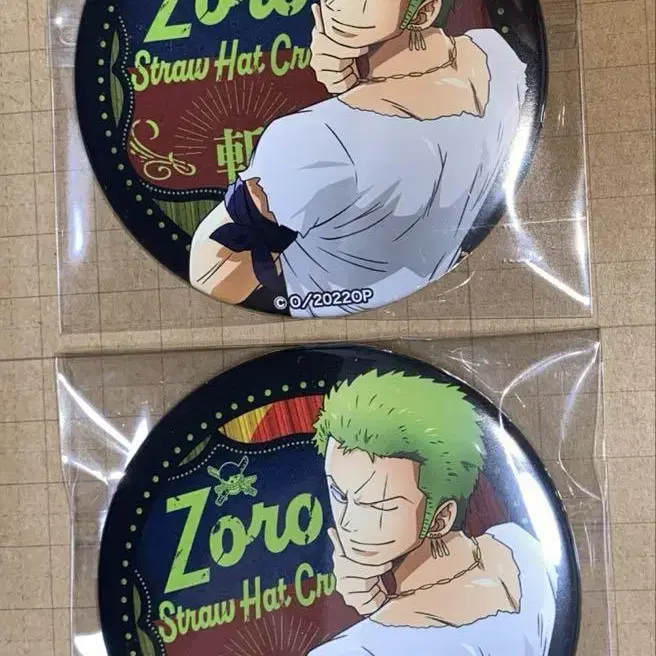 Zoro
Straw Hat Cr
斬
©O/2022OP
Zoro
Straw Hat Cr